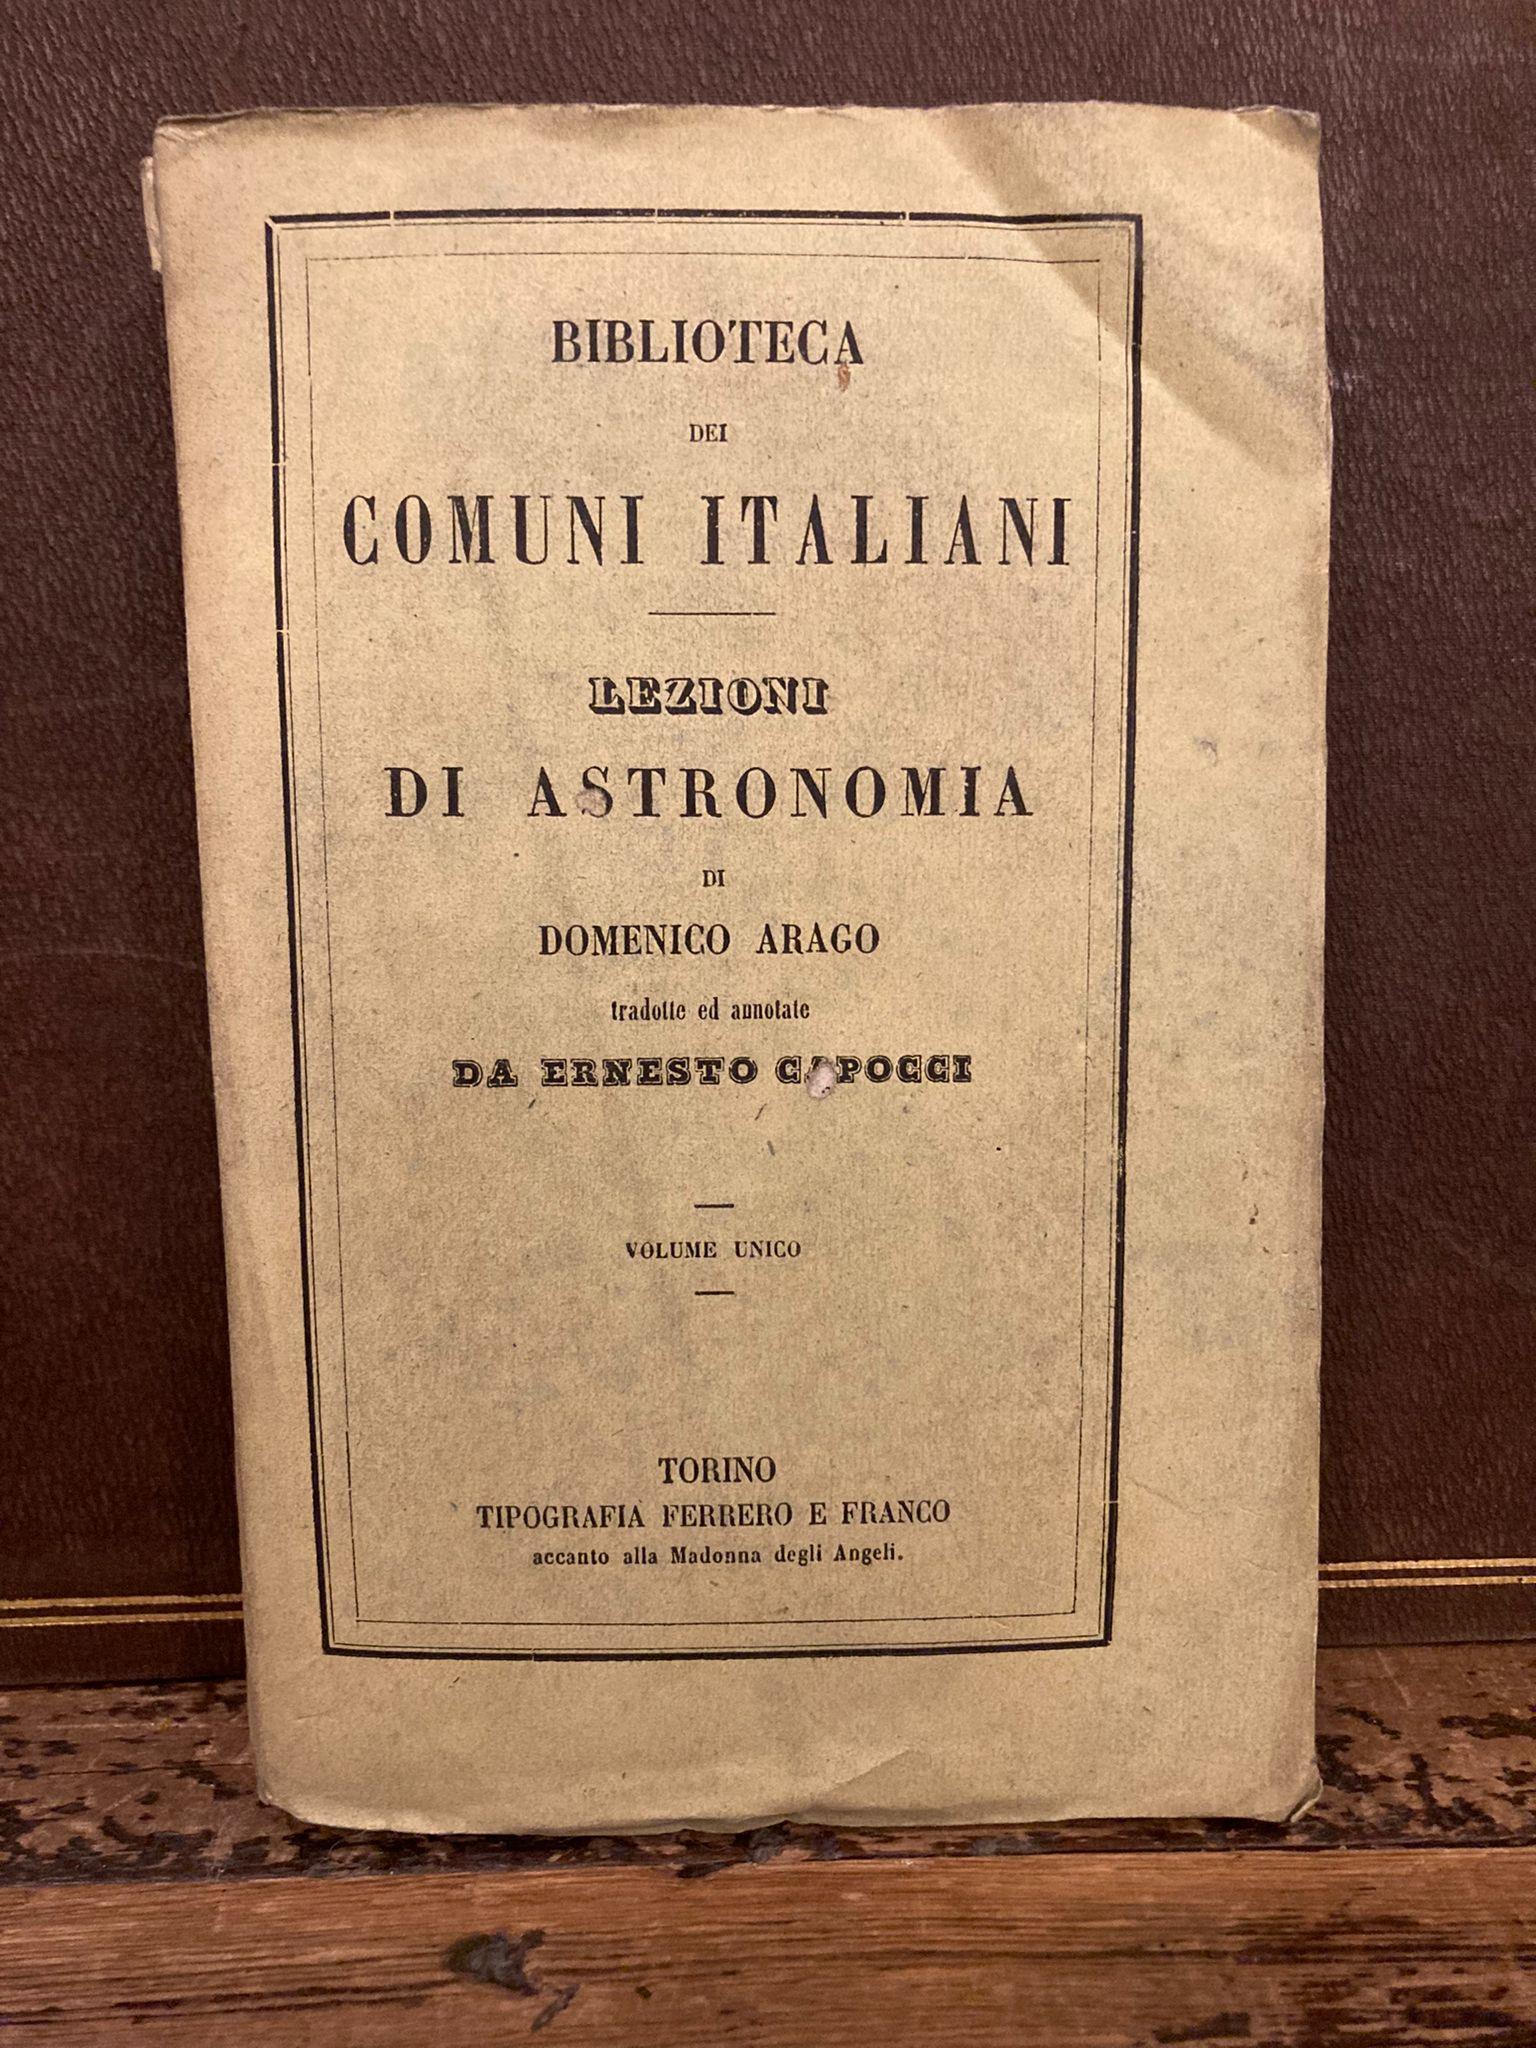 BIBLIOTECA
DEI
COMUNI ITALIANI
LEZIONI
DI ASTRONOMIA
DI
DOMENICO ARAGO
tradotte ed annotate
DA ERNESTO CAPOCCI
VOLUME UNICO
TORINO
TIPOGRAFIA FERRERO E FRANCO
accanto alla Madonna degli Angeli.